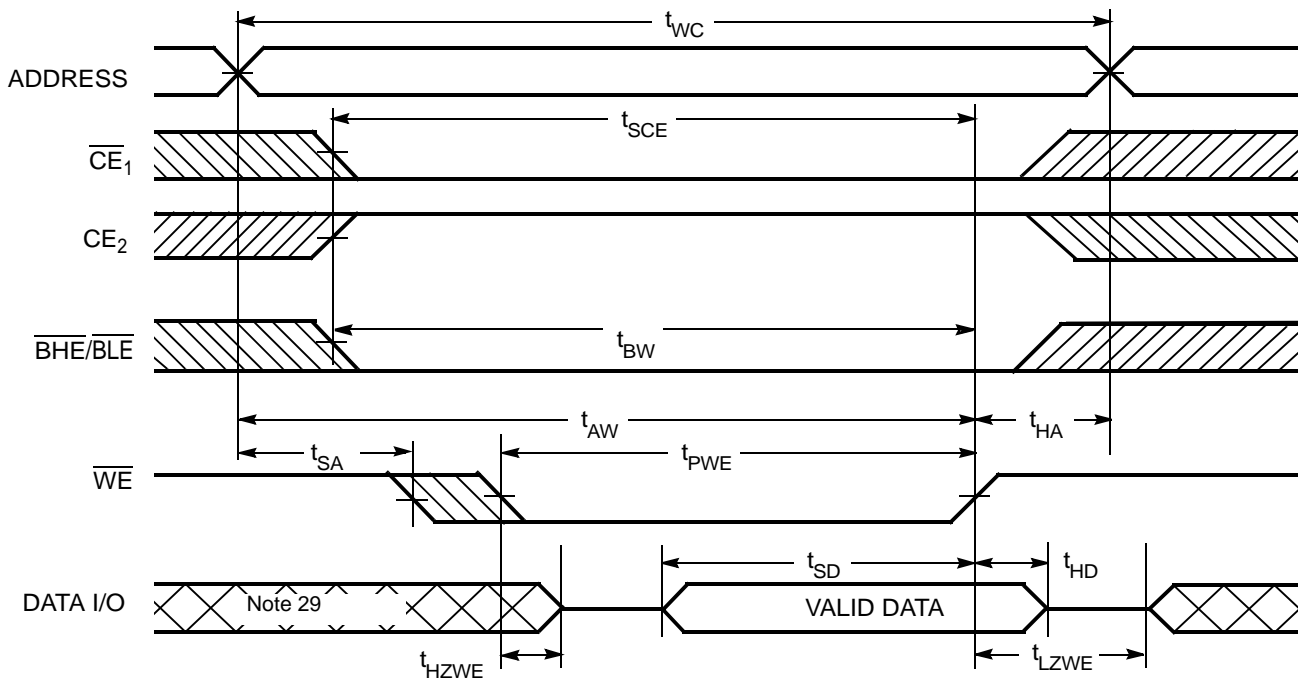 tWC
ADDRESS
tSCE
CE1
CE2
BHE/BLE
tBW
tAW
tHA
tSA
tPWE
WE
tSD
tHD
DATA I/O
Note 29
VALID DATA
tHZWE
tLZWE